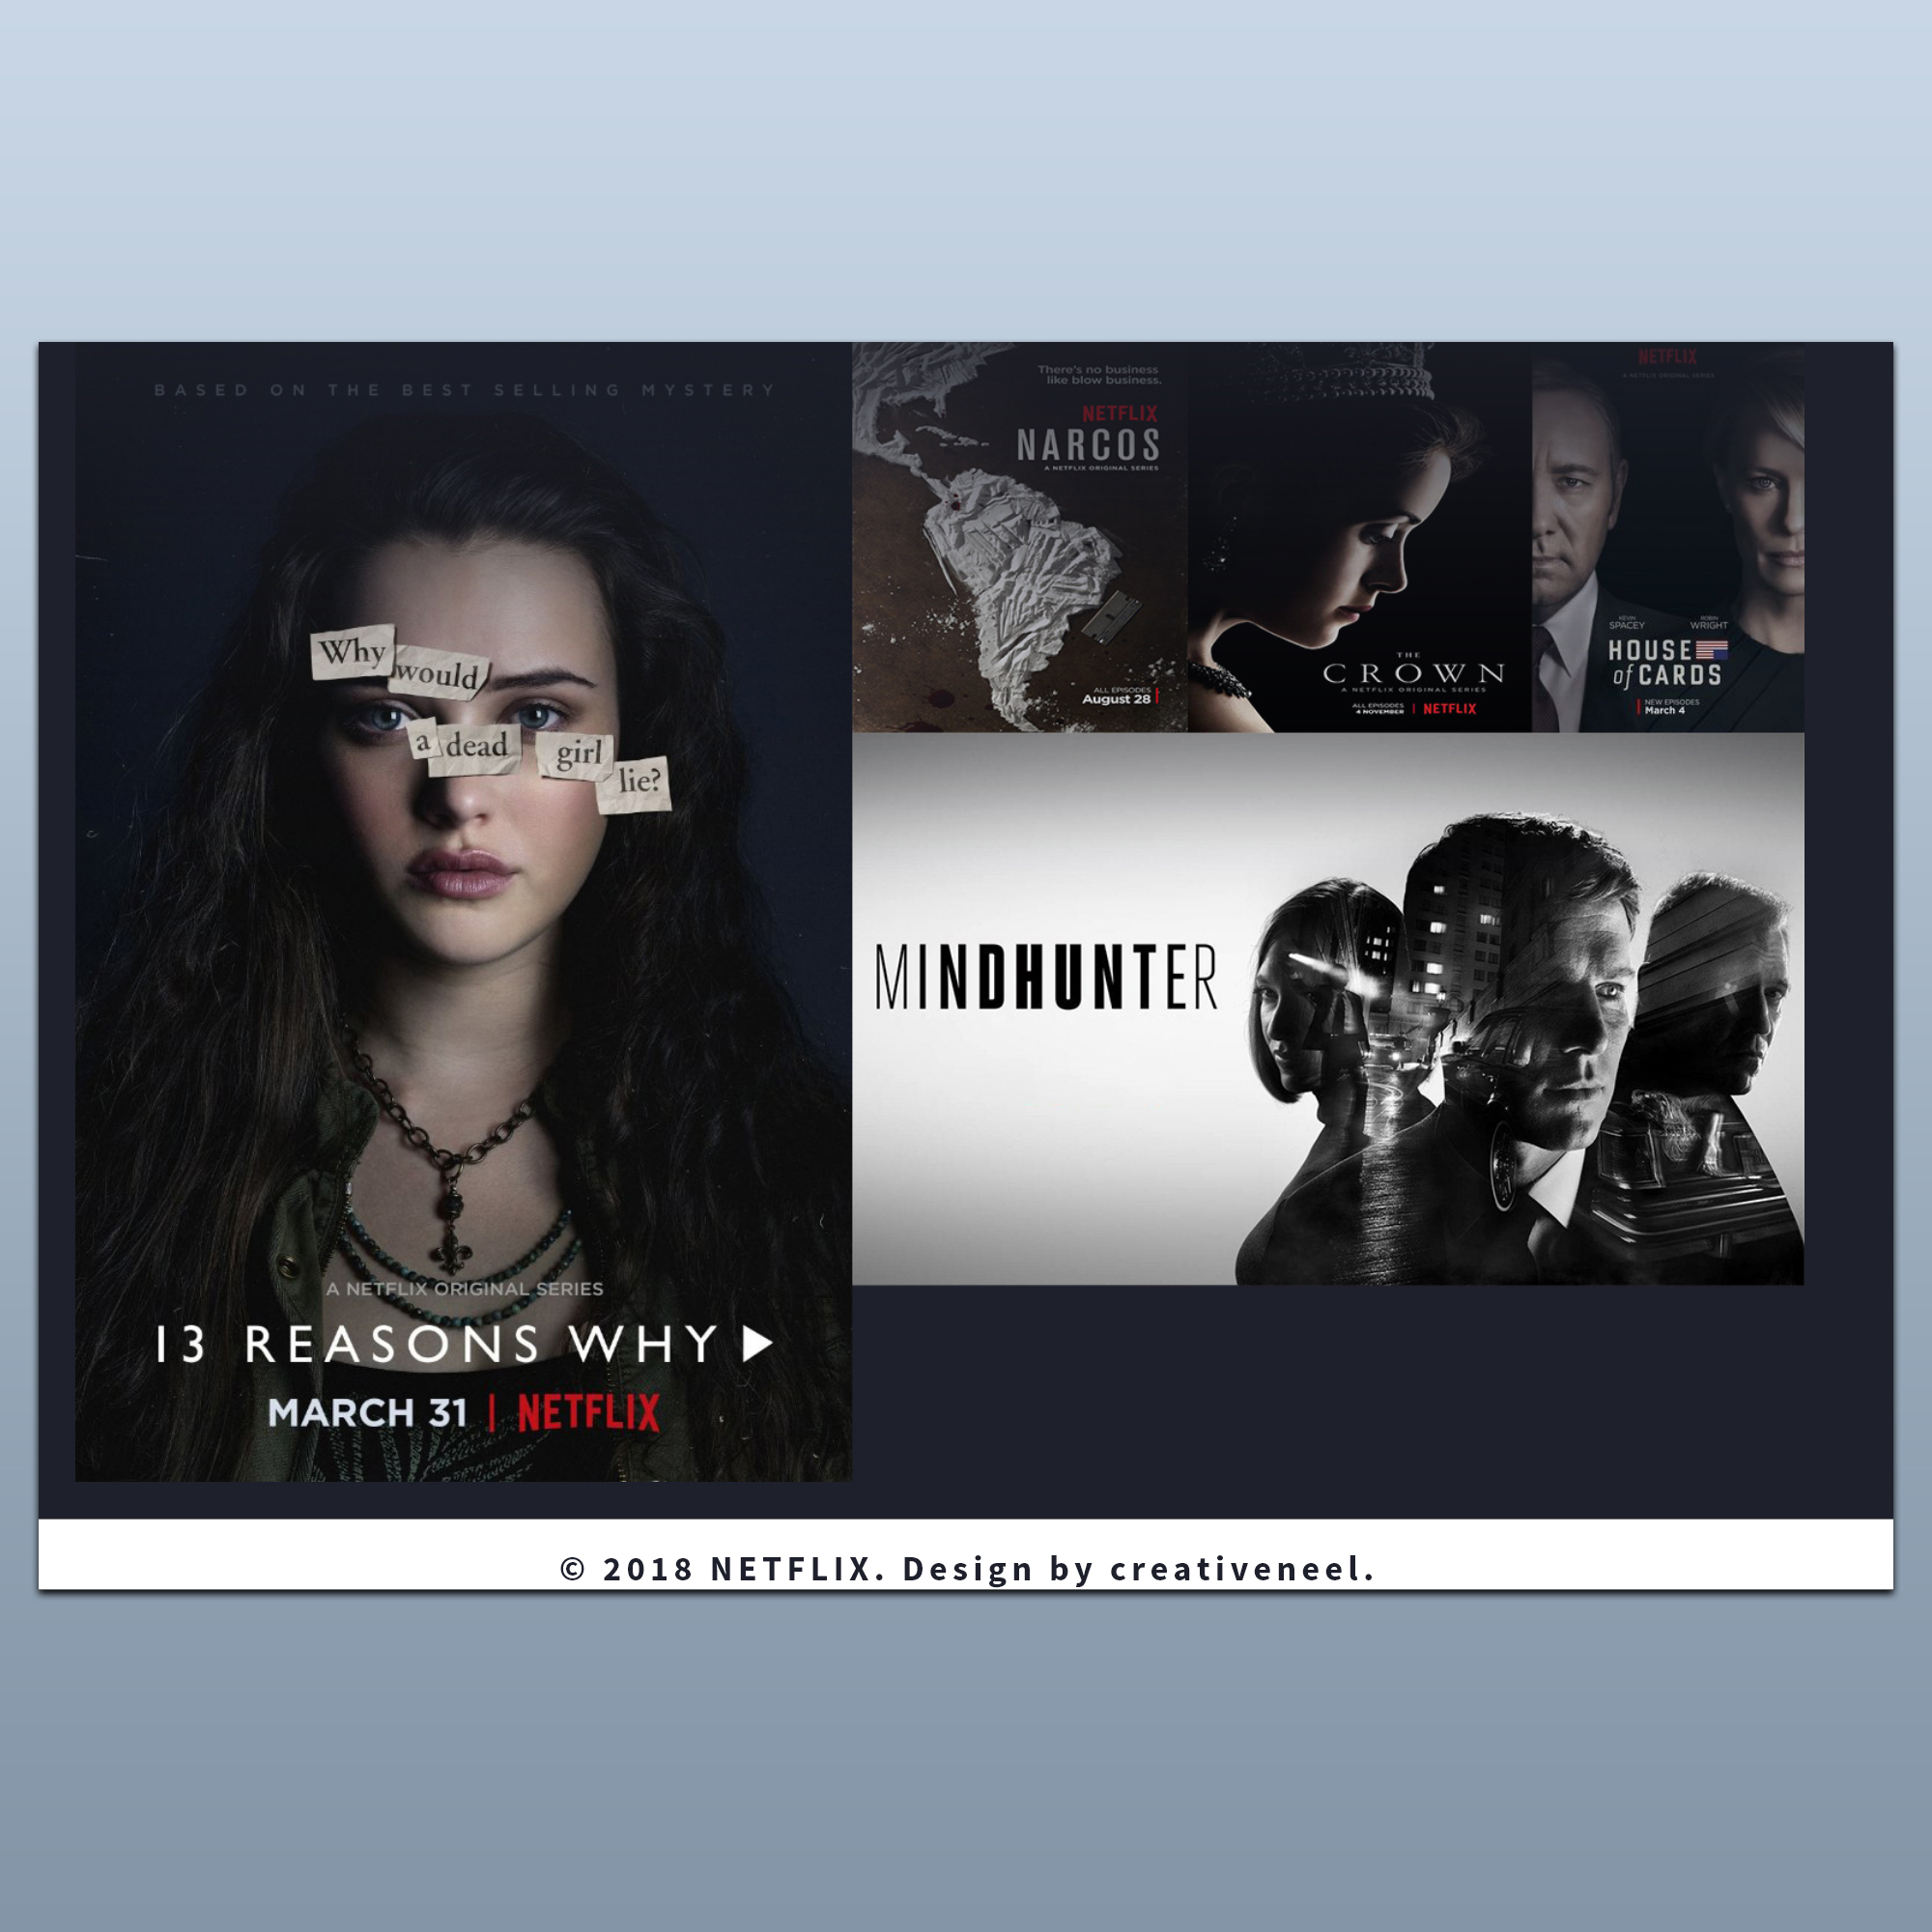 BASED ON THE BEST SELLING MYSTERY
Why would
a dead girl
lie?
A NETFLIX ORIGINAL SERIES
13 REASONS WHY
MARCH 31 | NETFLIX
There's no business
like blow business.
NETFLIX
NARCOS
A NETFLIX ORIGINAL SERIES
ALL EPISODES
August 28
THE
CROWN
A NETFLIX ORIGINAL SERIES
ALL EPISODES
4 NOVEMBER | NETFLIX
NETFLIX
A NETFLIX ORIGINAL SERIES
KEVIN SPACEY
ROBIN WRIGHT
HOUSE
of CARDS
NEW EPISODES
March 4
MINDHUNTER
© 2018 NETFLIX. Design by creativeneel.